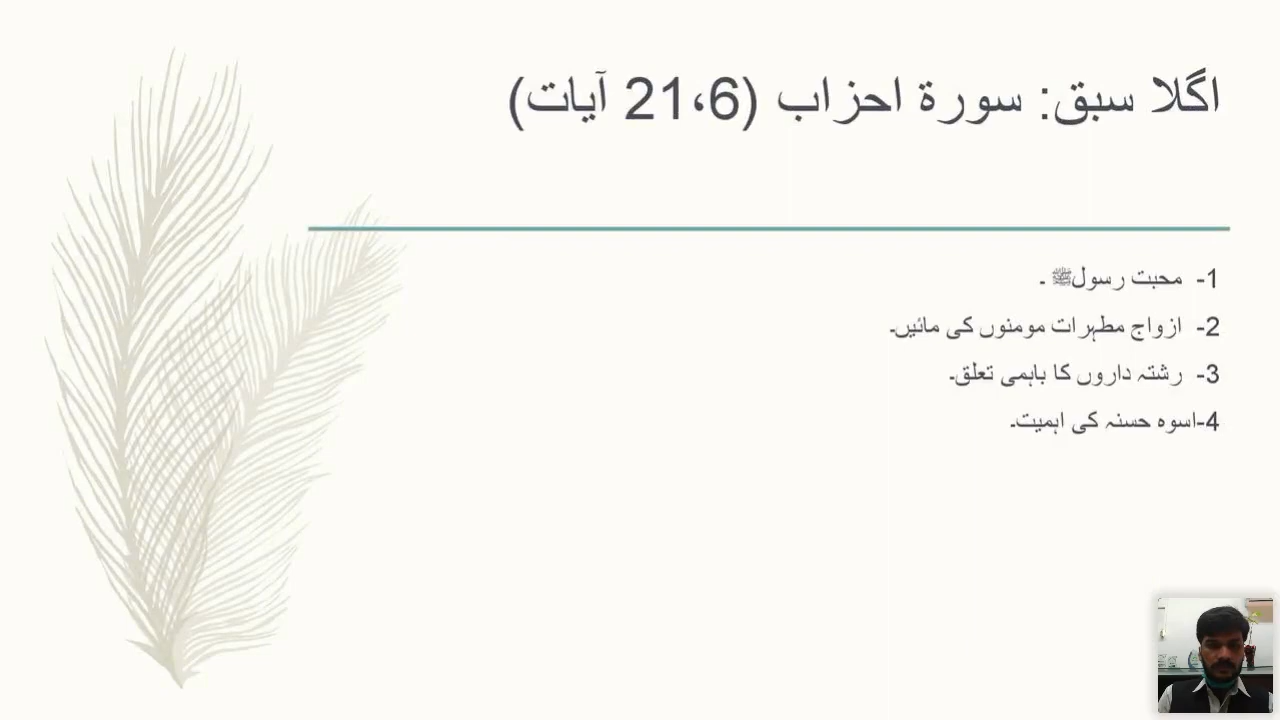 اگلا سبق: سورۃ احزاب (21،6 آیات)
1- محبت رسولﷺ ۔
2- ازواج مطہرات مومنوں کی مائیں۔
3- رشتہ داروں کا باہمی تعلق۔
4-اسوہ حسنہ کی اہمیت۔